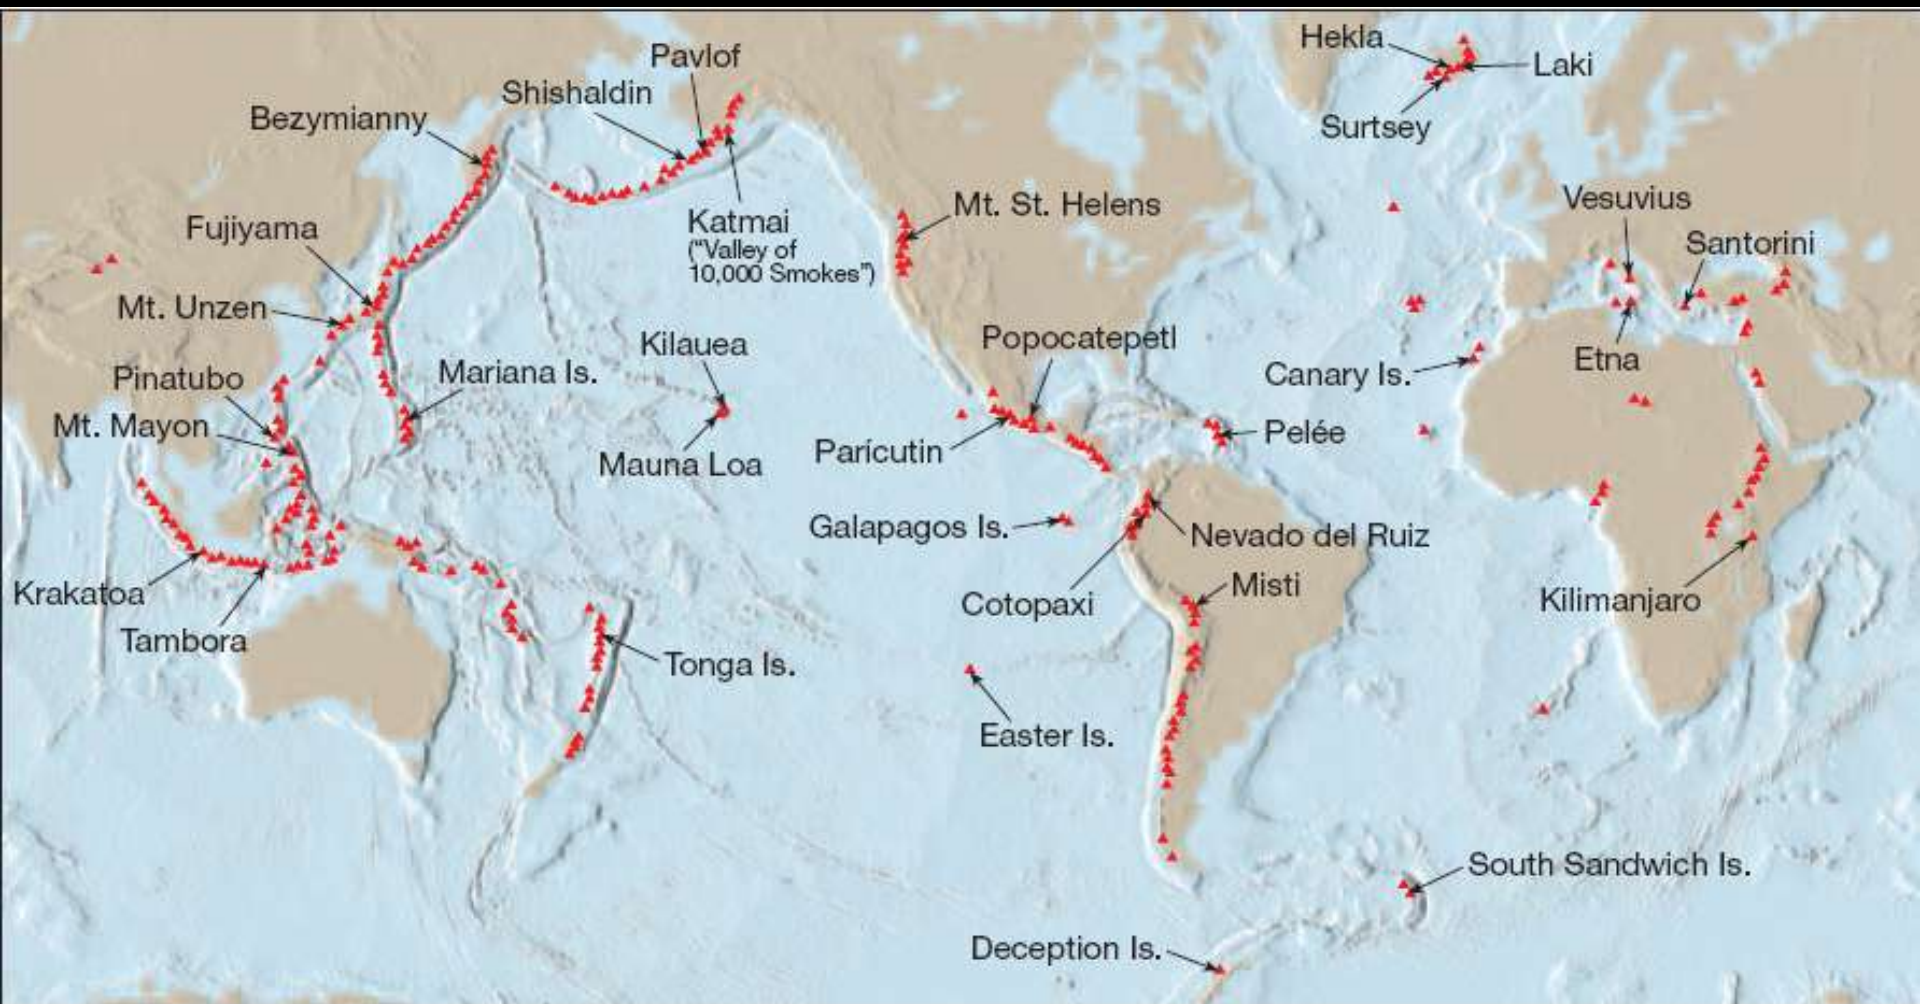 Hekla
Laki
Surtsey
Pavlof
Shishaldin
Bezymianny
Katmai
("Valley of
10,000 Smokes")
Mt. St. Helens
Vesuvius
Santorini
Fujiyama
Mt. Unzen
Kilauea
Popocatepetl
Etna
Canary Is.
Pinatubo
Mariana Is.
Mt. Mayon
Mauna Loa
Parícutin
Pelée
Galapagos Is.
Nevado del Ruiz
Krakatoa
Cotopaxi
Misti
Kilimanjaro
Tambora
Tonga Is.
Easter Is.
South Sandwich Is.
Deception Is.